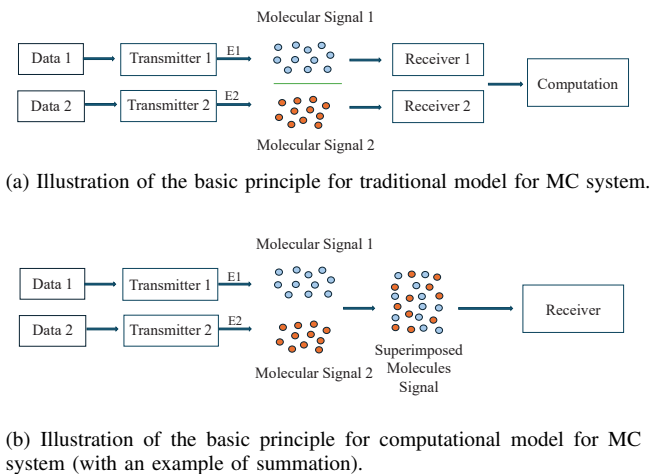 Molecular Signal 1
Data 1
Transmitter 1
E1
Receiver 1
Computation
Data 2
Transmitter 2
E2
Receiver 2
Molecular Signal 2
(a) Illustration of the basic principle for traditional model for MC system.
Molecular Signal 1
Data 1
Transmitter 1
E1
Receiver
Data 2
Transmitter 2
E2
Molecular Signal 2
Superimposed
Molecules
Signal
(b) Illustration of the basic principle for computational model for MC
system (with an example of summation).